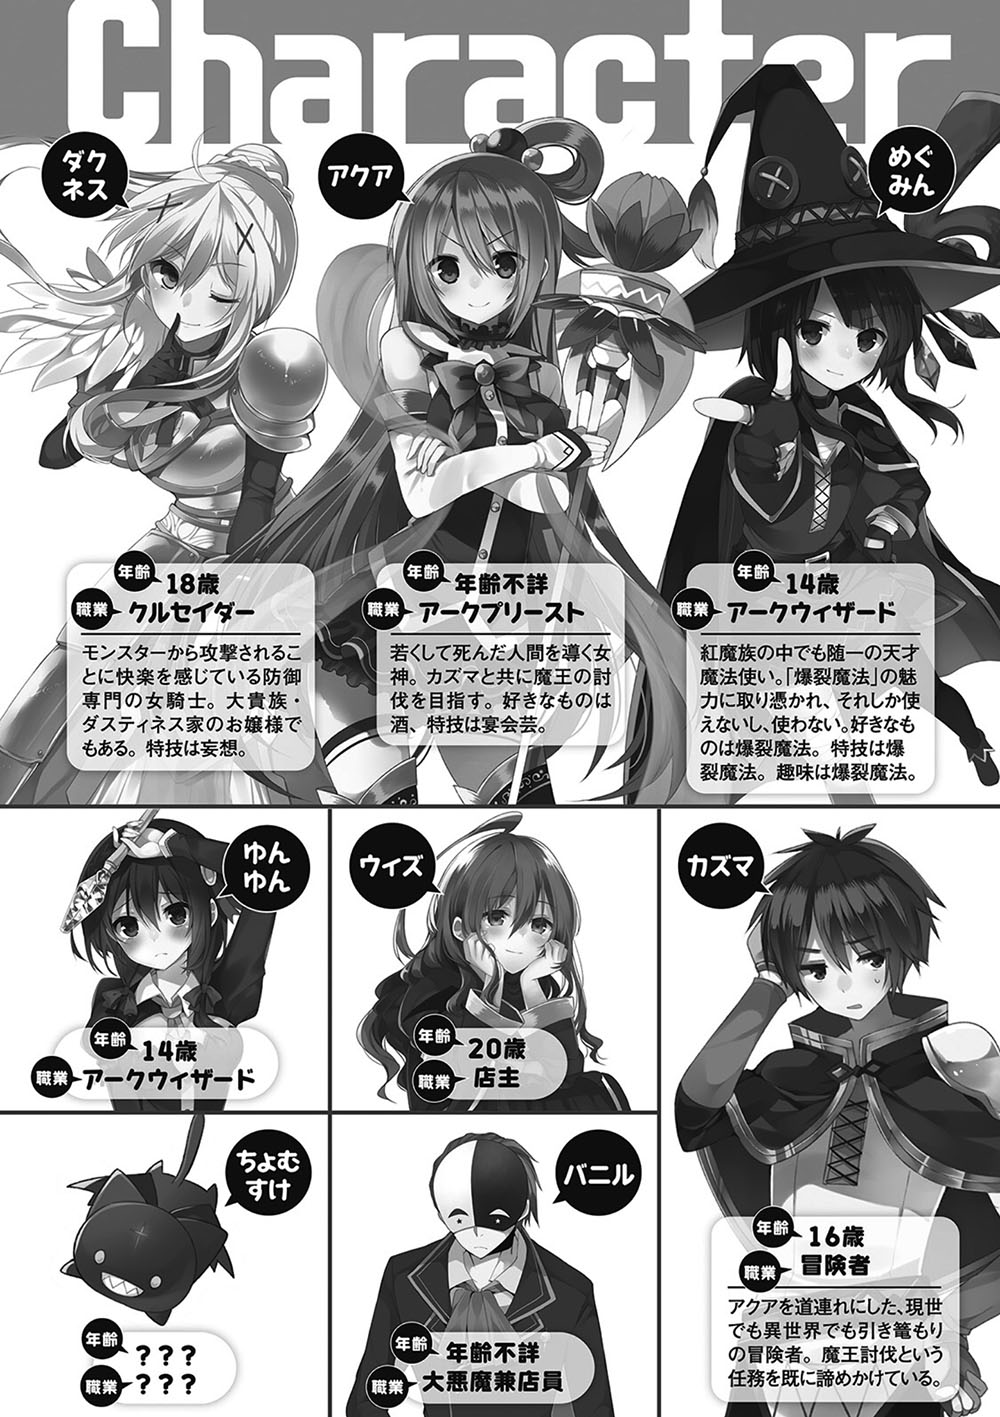 Character
ダク
ネス
年齢
18歳
職業
クルセイダー
モンスターから攻撃されるこ
とに快楽を感じている防御
専門の女騎士。大貴族・
ダスティネス家のお嬢様で
もある。特技は妄想。
アクア
年齢
年齢不詳
職業
アークプリースト
若くして死んだ人間を導く女
神。カズマと共に魔王の討
伐を目指す。好きなものは
酒、特技は宴会芸。
めぐ
みん
年齢
14歳
職業
アークウィザード
紅魔族の中でも随一の天才
魔法使い。「爆裂魔法」の魅
力に取り憑かれ、それしか使
えないし、使わない。好きなも
のは爆裂魔法。特技は爆
裂魔法。趣味は爆裂魔法。
ゆん
ゆん
年齢
14歳
職業
アークウィザード
ウィズ
年齢
20歳
職業
店主
カズマ
年齢
16歳
職業
冒険者
アクアを道連れにした、現世
でも異世界でも引き篭もり
の冒険者。魔王討伐という
任務を既に諦めかけている。
ちょむ
すけ
年齢
???
職業
???
バニル
年齢
年齢不詳
職業
大悪魔兼店員